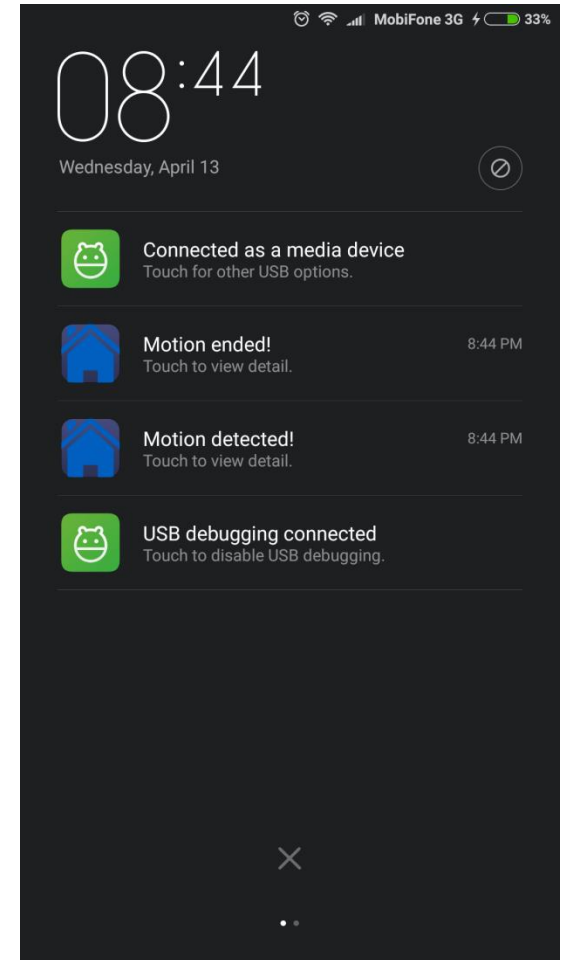 MobiFone 3G 33%
08:44
Wednesday, April 13
Connected as a media device
Touch for other USB options.
Motion ended! 8:44 PM
Touch to view detail.
Motion detected! 8:44 PM
Touch to view detail.
USB debugging connected
Touch to disable USB debugging.